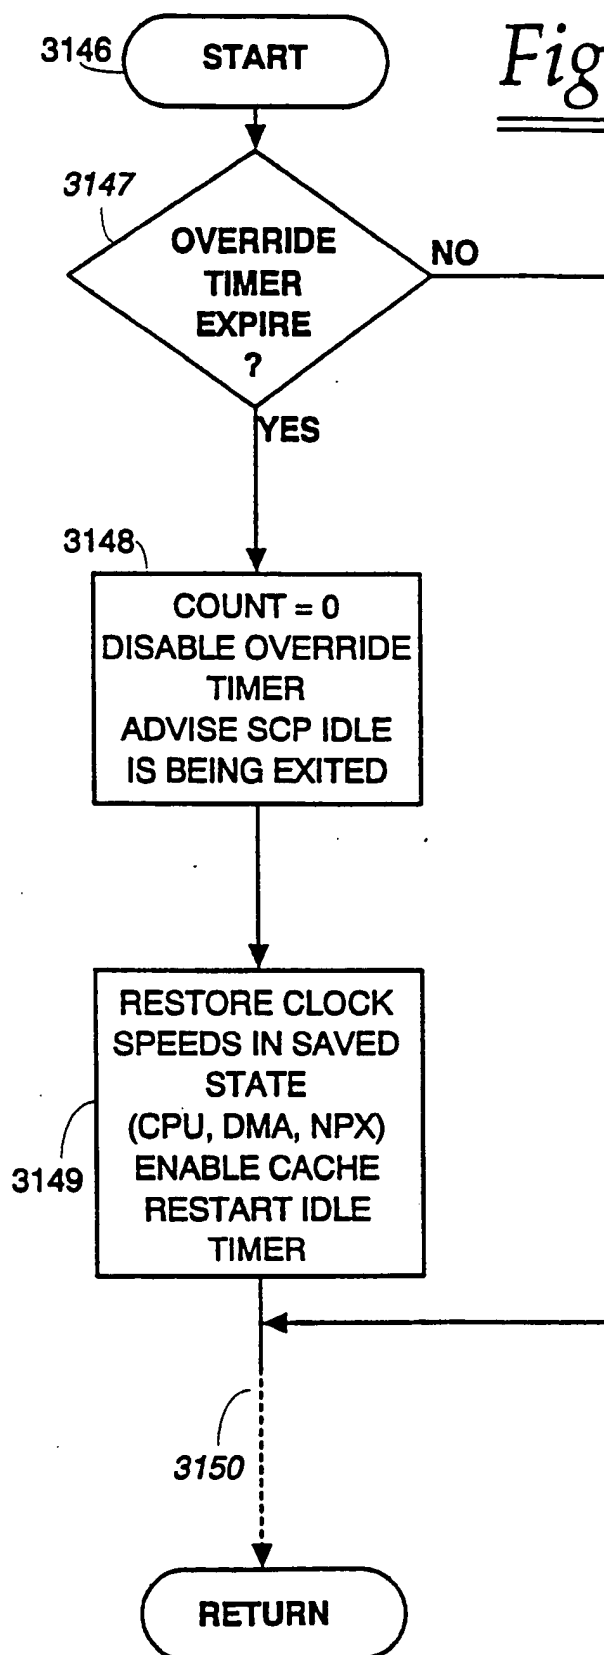 3146
START
Fig
3147
OVERRIDE
TIMER
EXPIRE
?
NO
YES
3148
COUNT = 0
DISABLE OVERRIDE
TIMER
ADVISE SCP IDLE
IS BEING EXITED
RESTORE CLOCK
SPEEDS IN SAVED
STATE
(CPU, DMA, NPX)
ENABLE CACHE
RESTART IDLE
TIMER
3149
3150
RETURN